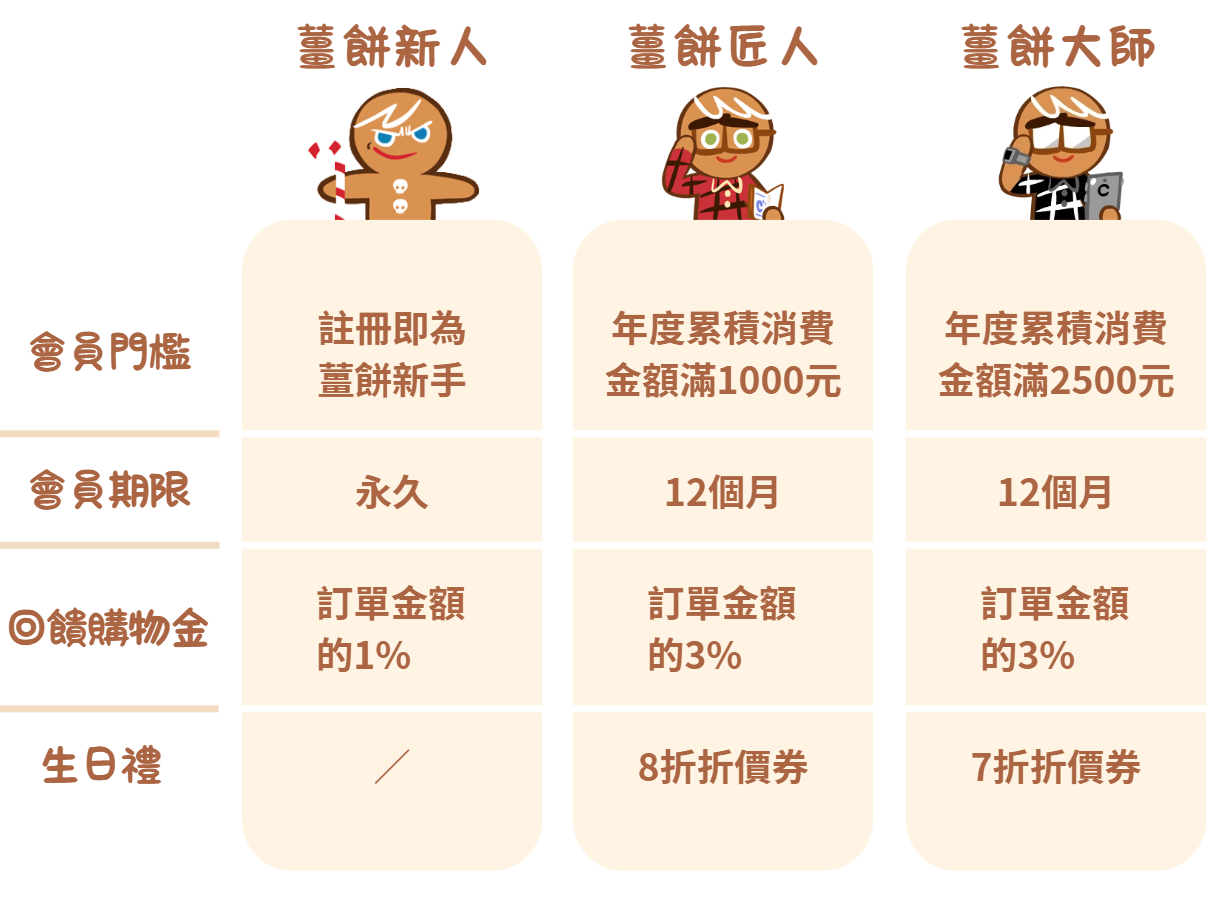 薑餅新人
薑餅匠人
薑餅大師
C
會員門檻
註冊即為
薑餅新手
年度累積消費
金額滿1000元
年度累積消費
金額滿2500元
會員期限
永久
12個月
12個月
回饋購物金
訂單金額
的1%
訂單金額
的3%
訂單金額
的3%
生日禮
／
8折折價券
7折折價券